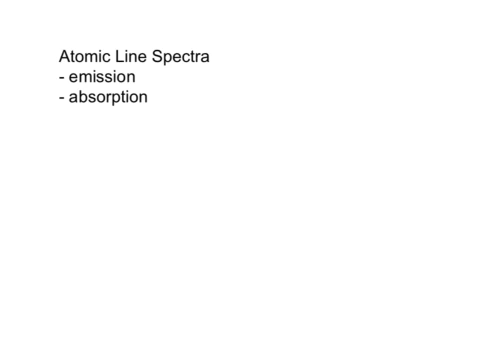 Atomic Line Spectra
- emission
- absorption